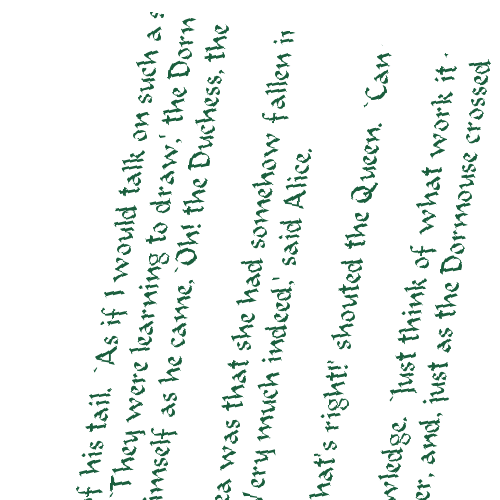 of his tail. `As if I would talk on such a
`They were learning to draw,' the Dorn
imself as he came, `Oh! the Duchess, the
ea was that she had somehow fallen in
Very much indeed,' said Alice.
hat's right!' shouted the Queen. `Can
wledge. `Just think of what work it
er, and, just as the Dormouse crossed